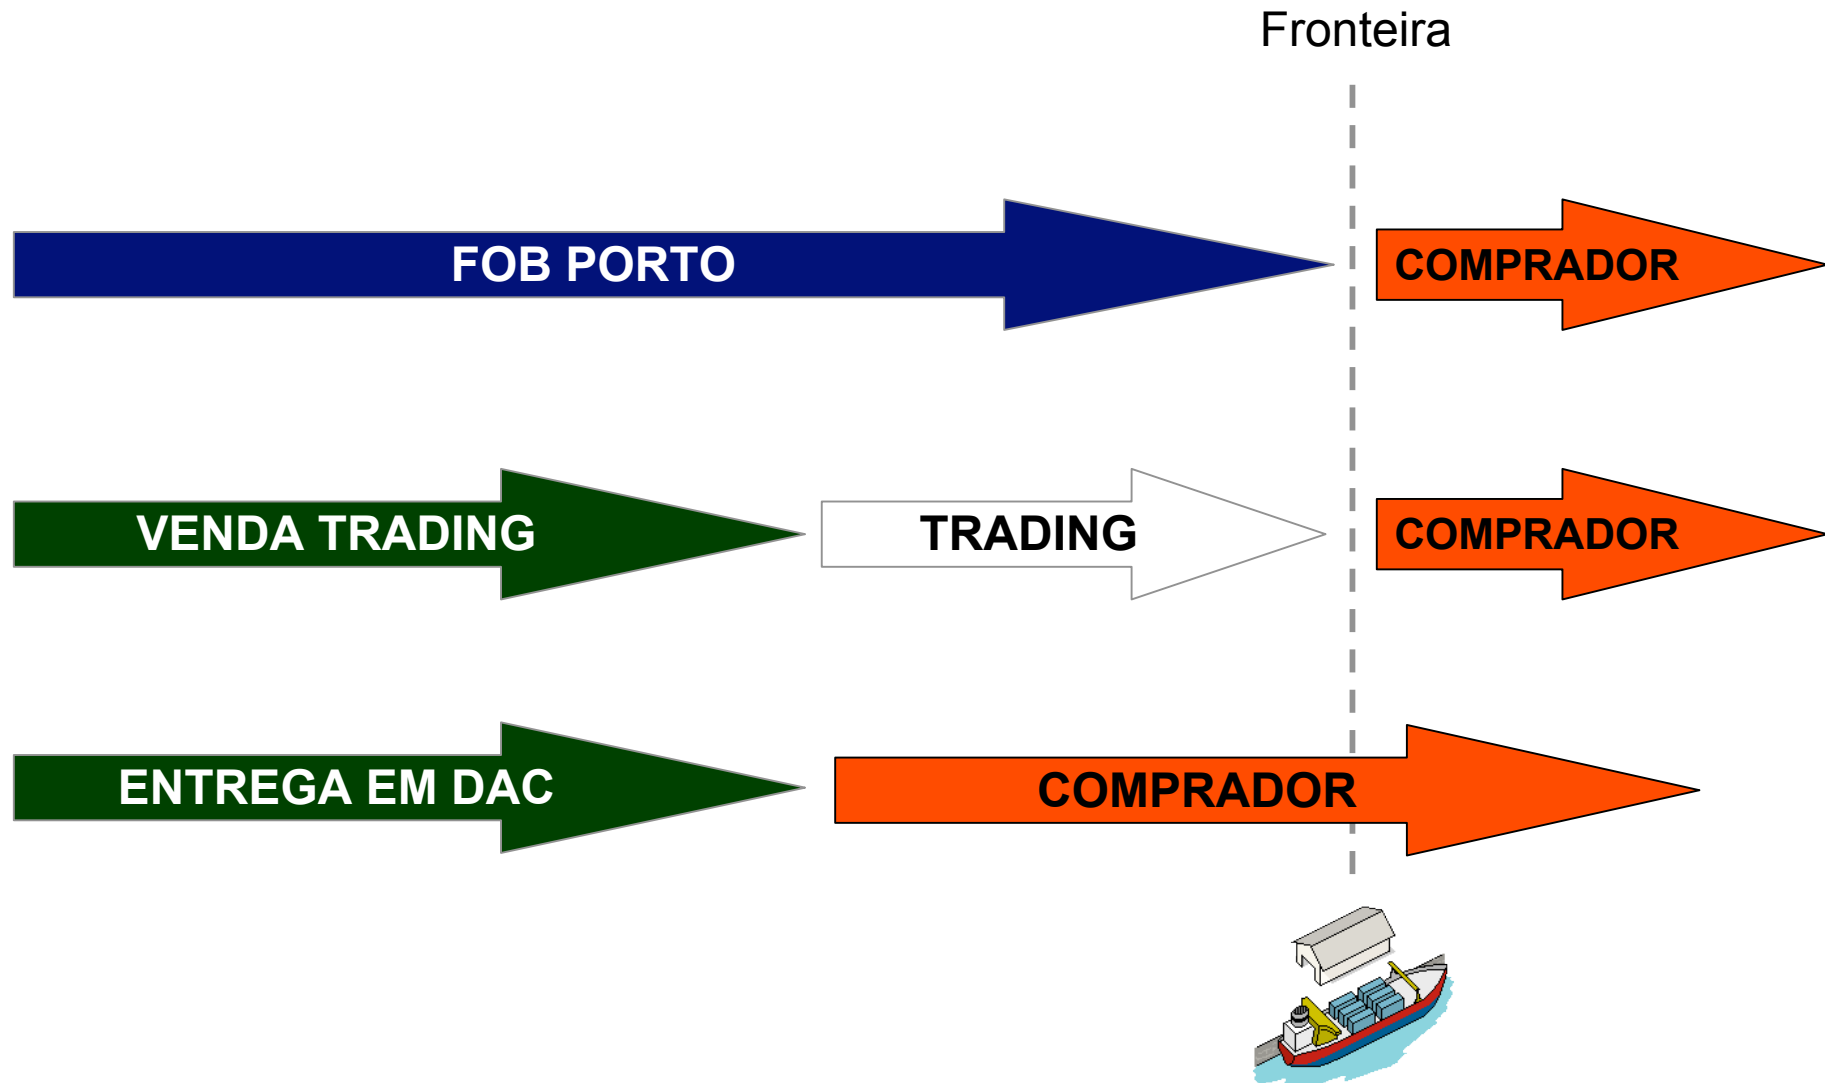 Fronteira
FOB PORTO
COMPRADOR
VENDA TRADING
TRADING
COMPRADOR
ENTREGA EM DAC
COMPRADOR